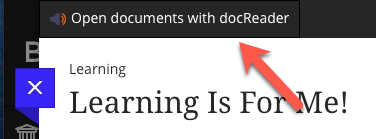 Open documents with docReader
B
Learning
Learning Is For Me!